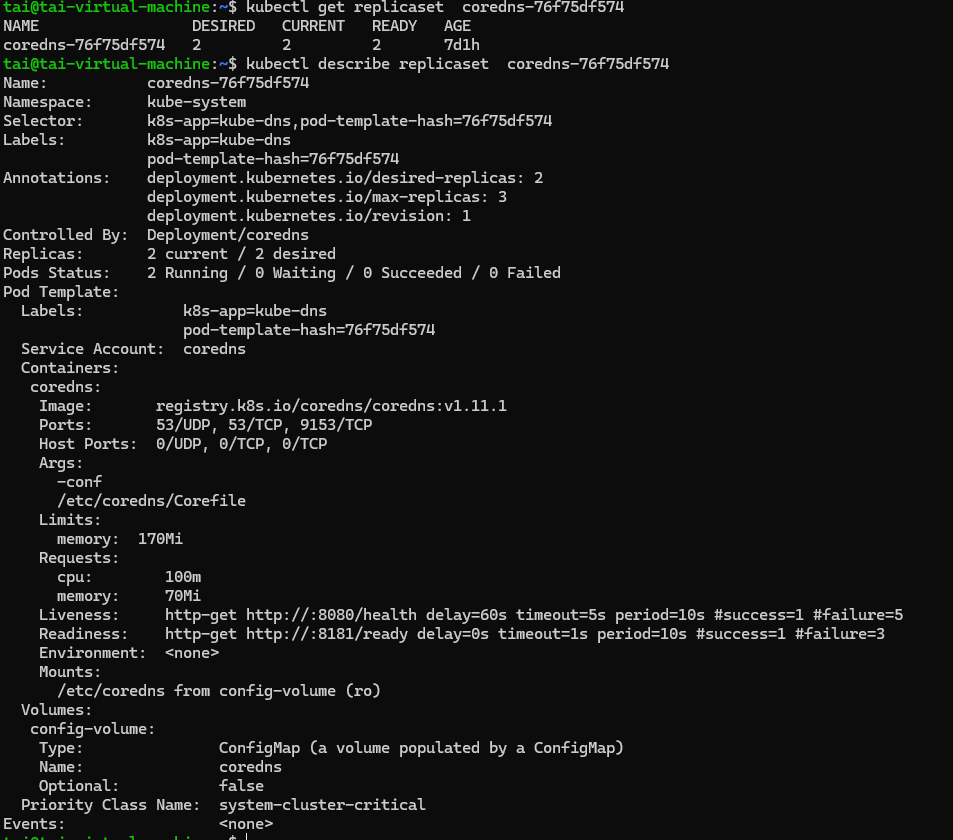 tai@tai-virtual-machine:~$ kubectl get replicaset  coredns-76f75df574
NAME                 DESIRED   CURRENT   READY   AGE
coredns-76f75df574   2         2         2       7d1h
tai@tai-virtual-machine:~$ kubectl describe replicaset  coredns-76f75df574
Name:           coredns-76f75df574
Namespace:      kube-system
Selector:       k8s-app=kube-dns,pod-template-hash=76f75df574
Labels:         k8s-app=kube-dns
                pod-template-hash=76f75df574
Annotations:    deployment.kubernetes.io/desired-replicas: 2
                deployment.kubernetes.io/max-replicas: 3
                deployment.kubernetes.io/revision: 1
Controlled By:  Deployment/coredns
Replicas:       2 current / 2 desired
Pods Status:    2 Running / 0 Waiting / 0 Succeeded / 0 Failed
Pod Template:
  Labels:           k8s-app=kube-dns
                    pod-template-hash=76f75df574
  Service Account:  coredns
  Containers:
   coredns:
    Image:       registry.k8s.io/coredns/coredns:v1.11.1
    Ports:       53/UDP, 53/TCP, 9153/TCP
    Host Ports:  0/UDP, 0/TCP, 0/TCP
    Args:
      -conf
      /etc/coredns/Corefile
    Limits:
      memory:  170Mi
    Requests:
      cpu:        100m
      memory:     70Mi
    Liveness:     http-get http://:8080/health delay=60s timeout=5s period=10s #success=1 #failure=5
    Readiness:    http-get http://:8181/ready delay=0s timeout=1s period=10s #success=1 #failure=3
    Environment:  <none>
    Mounts:
      /etc/coredns from config-volume (ro)
  Volumes:
   config-volume:
    Type:               ConfigMap (a volume populated by a ConfigMap)
    Name:               coredns
    Optional:           false
  Priority Class Name:  system-cluster-critical
Events:                 <none>